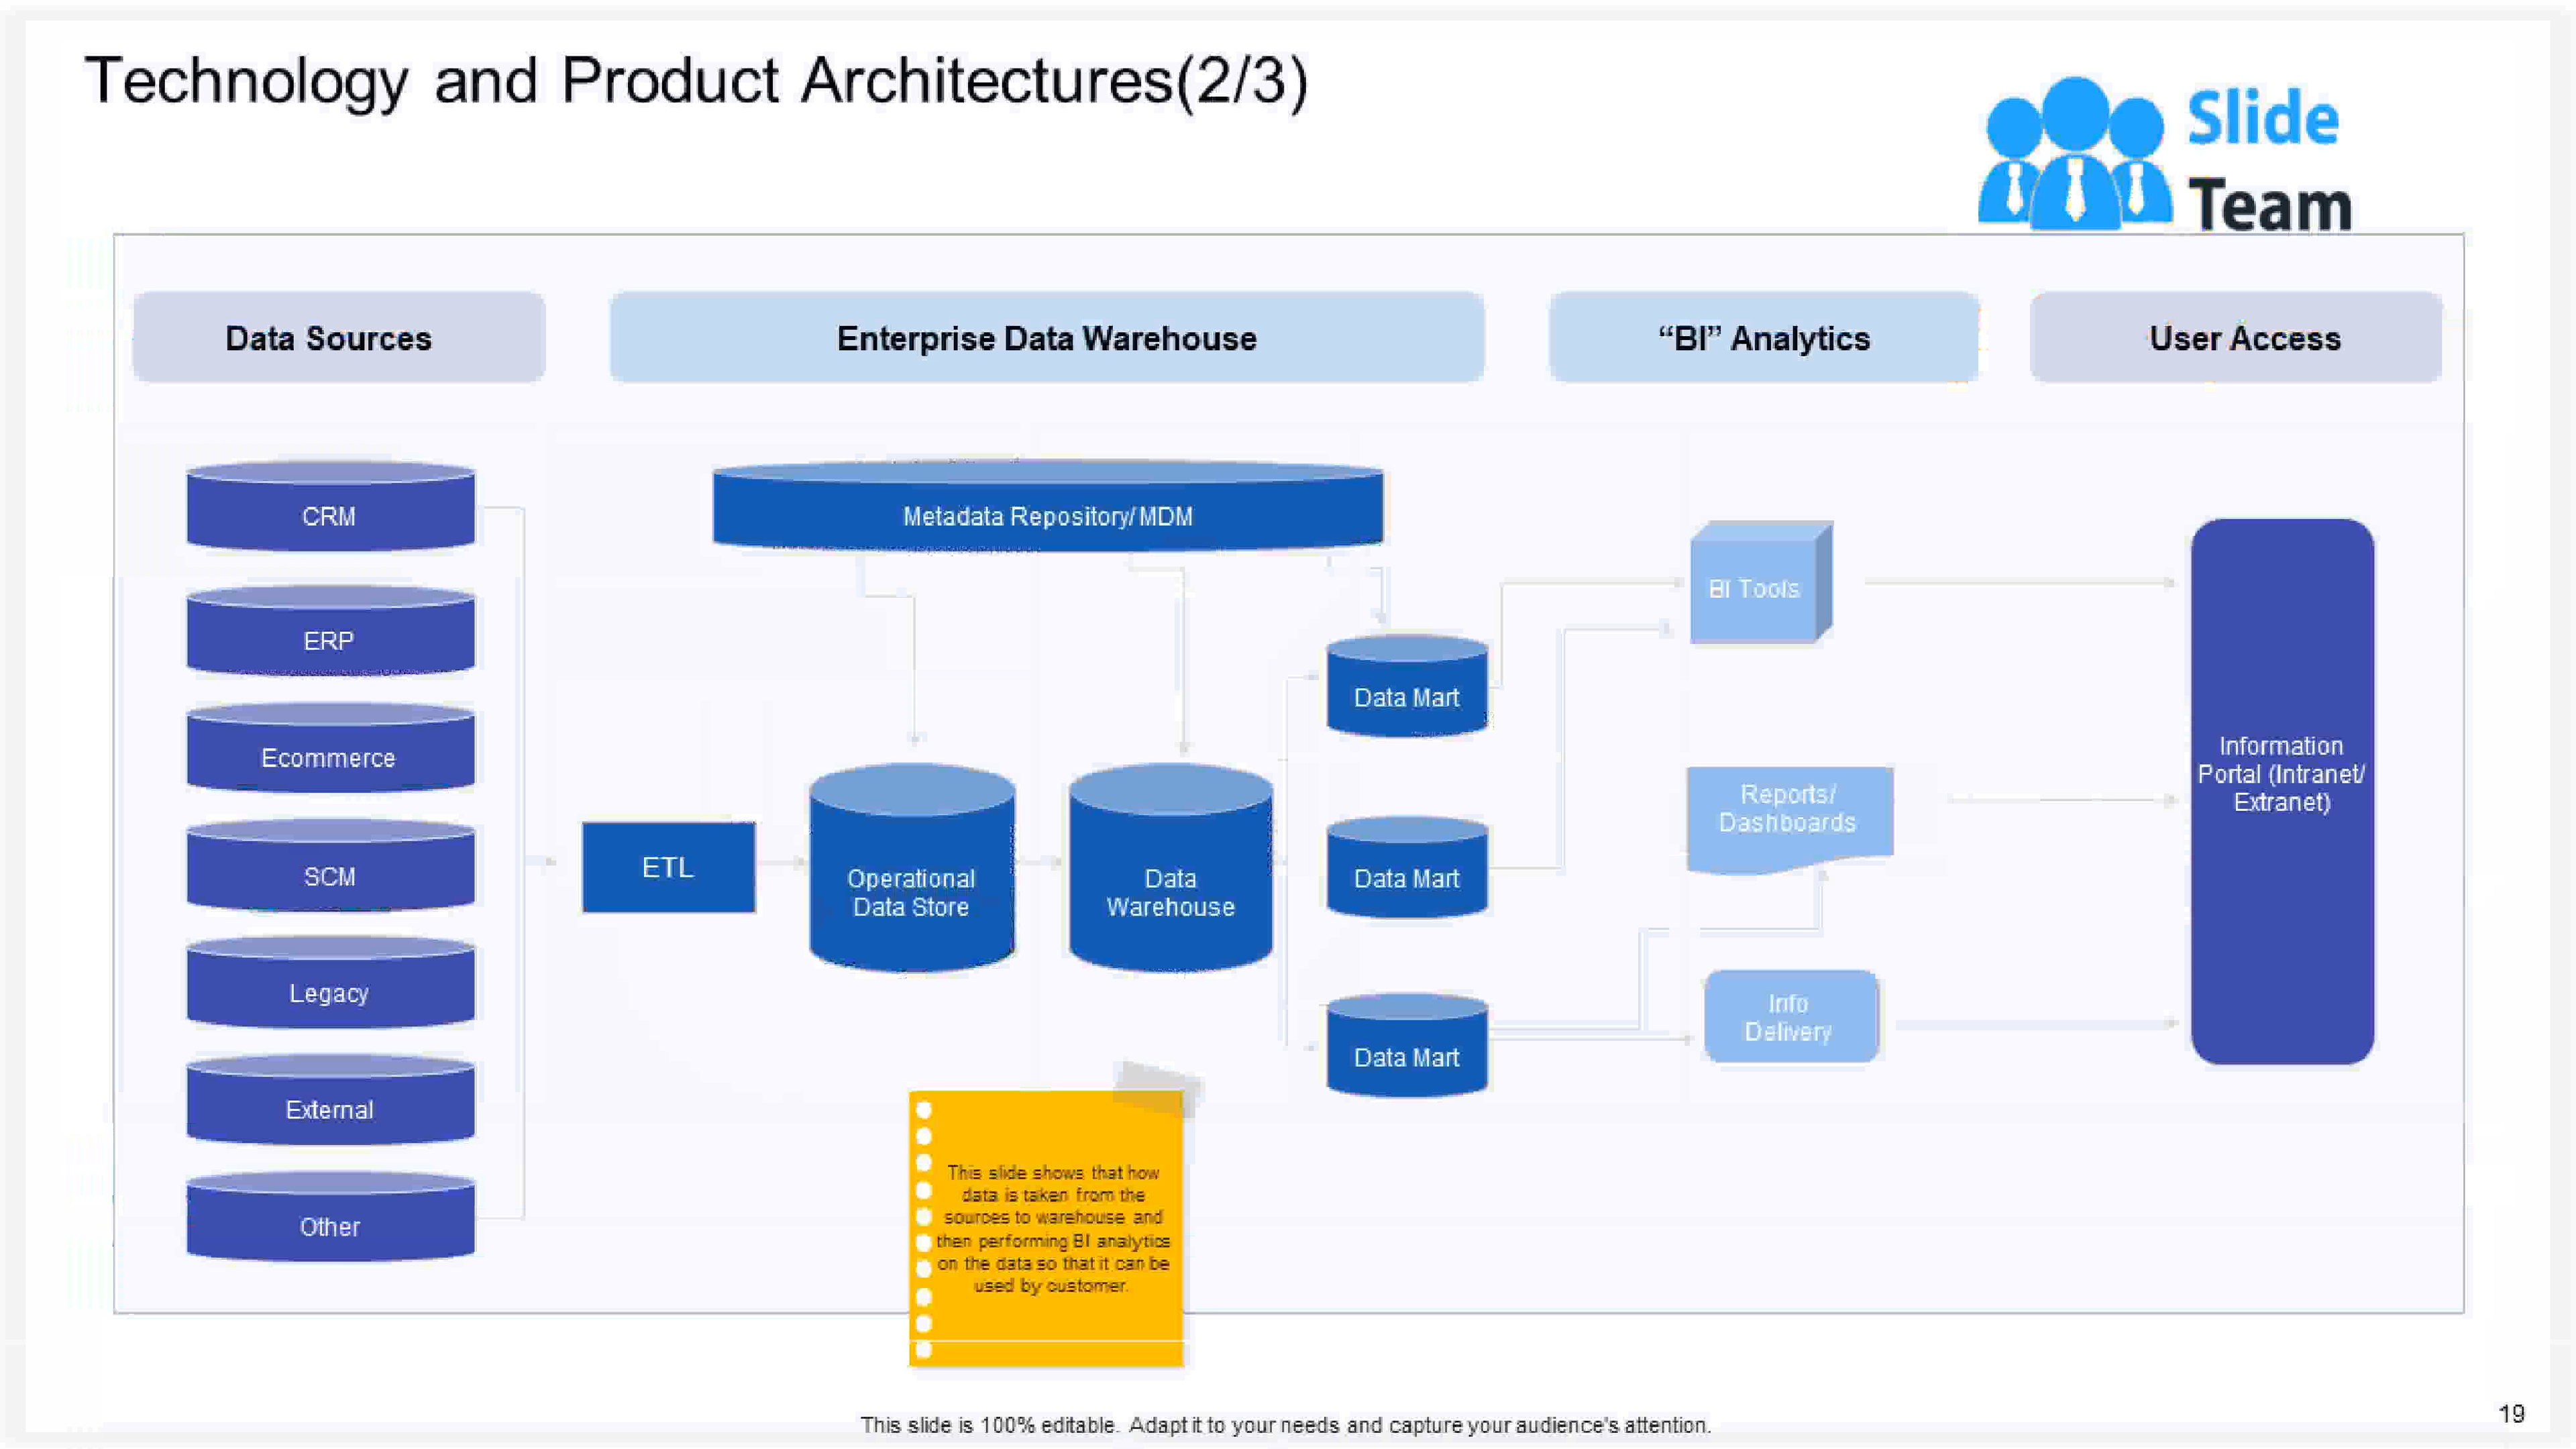 Technology and Product Architectures(2/3)
Slide
Team
Data Sources
Enterprise Data Warehouse
“BI” Analytics
User Access
CRM
ERP
Ecommerce
SCM
Legacy
External
Other
Metadata Repository/MDM
ETL
Operational
Data Store
Data
Warehouse
Data Mart
Data Mart
Data Mart
BI Tools
Reports/
Dashboards
Info
Delivery
Information
Portal (Intranet/
Extranet)
This slide shows that how
data is taken from the
sources to warehouse and
then performing BI analytics
on the data so that it can be
used by customer.
This slide is 100% editable. Adapt it to your needs and capture your audience's attention.
19